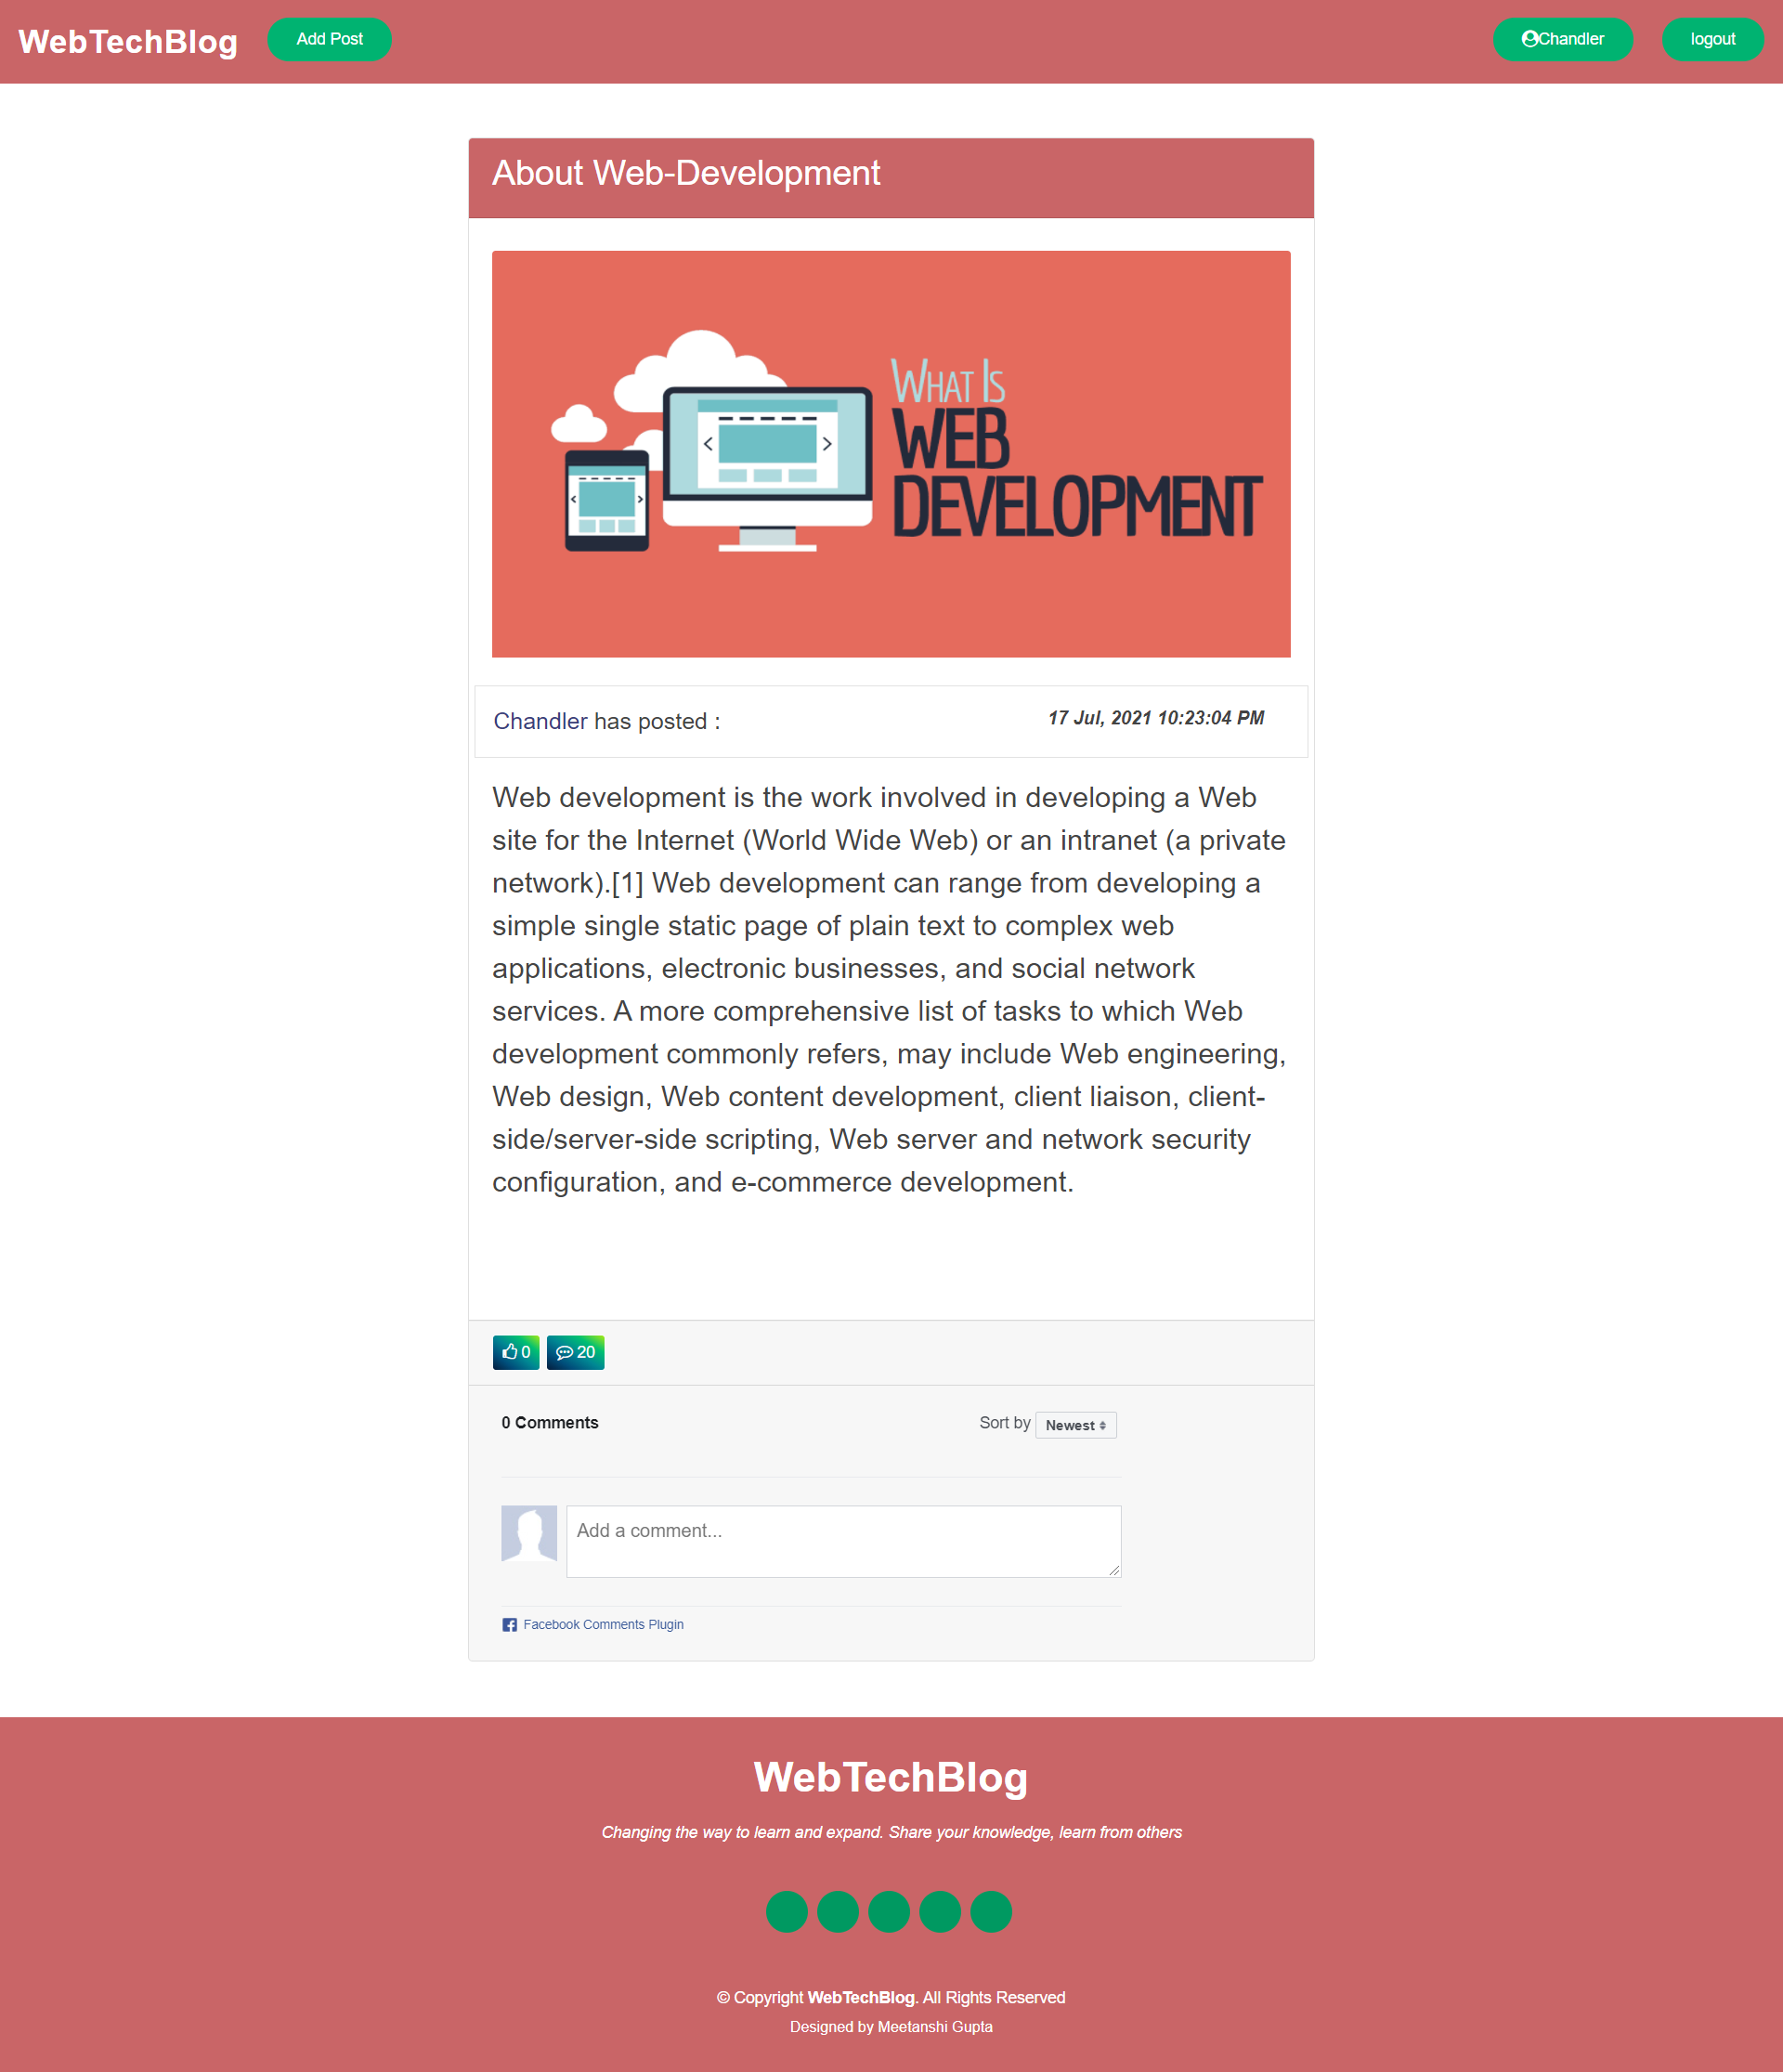 WebTechBlog Add Post Chandler logout
About Web-Development
What Is
WEB
DEVELOPMENT
Chandler has posted : 17 Jul, 2021 10:23:04 PM
Web development is the work involved in developing a Web
site for the Internet (World Wide Web) or an intranet (a private
network).[1] Web development can range from developing a
simple single static page of plain text to complex web
applications, electronic businesses, and social network
services. A more comprehensive list of tasks to which Web
development commonly refers, may include Web engineering,
Web design, Web content development, client liaison, client-
side/server-side scripting, Web server and network security
configuration, and e-commerce development.
0 20
0 Comments Sort by Newest
Add a comment...
Facebook Comments Plugin
WebTechBlog
Changing the way to learn and expand. Share your knowledge, learn from others
© Copyright WebTechBlog. All Rights Reserved
Designed by Meetanshi Gupta